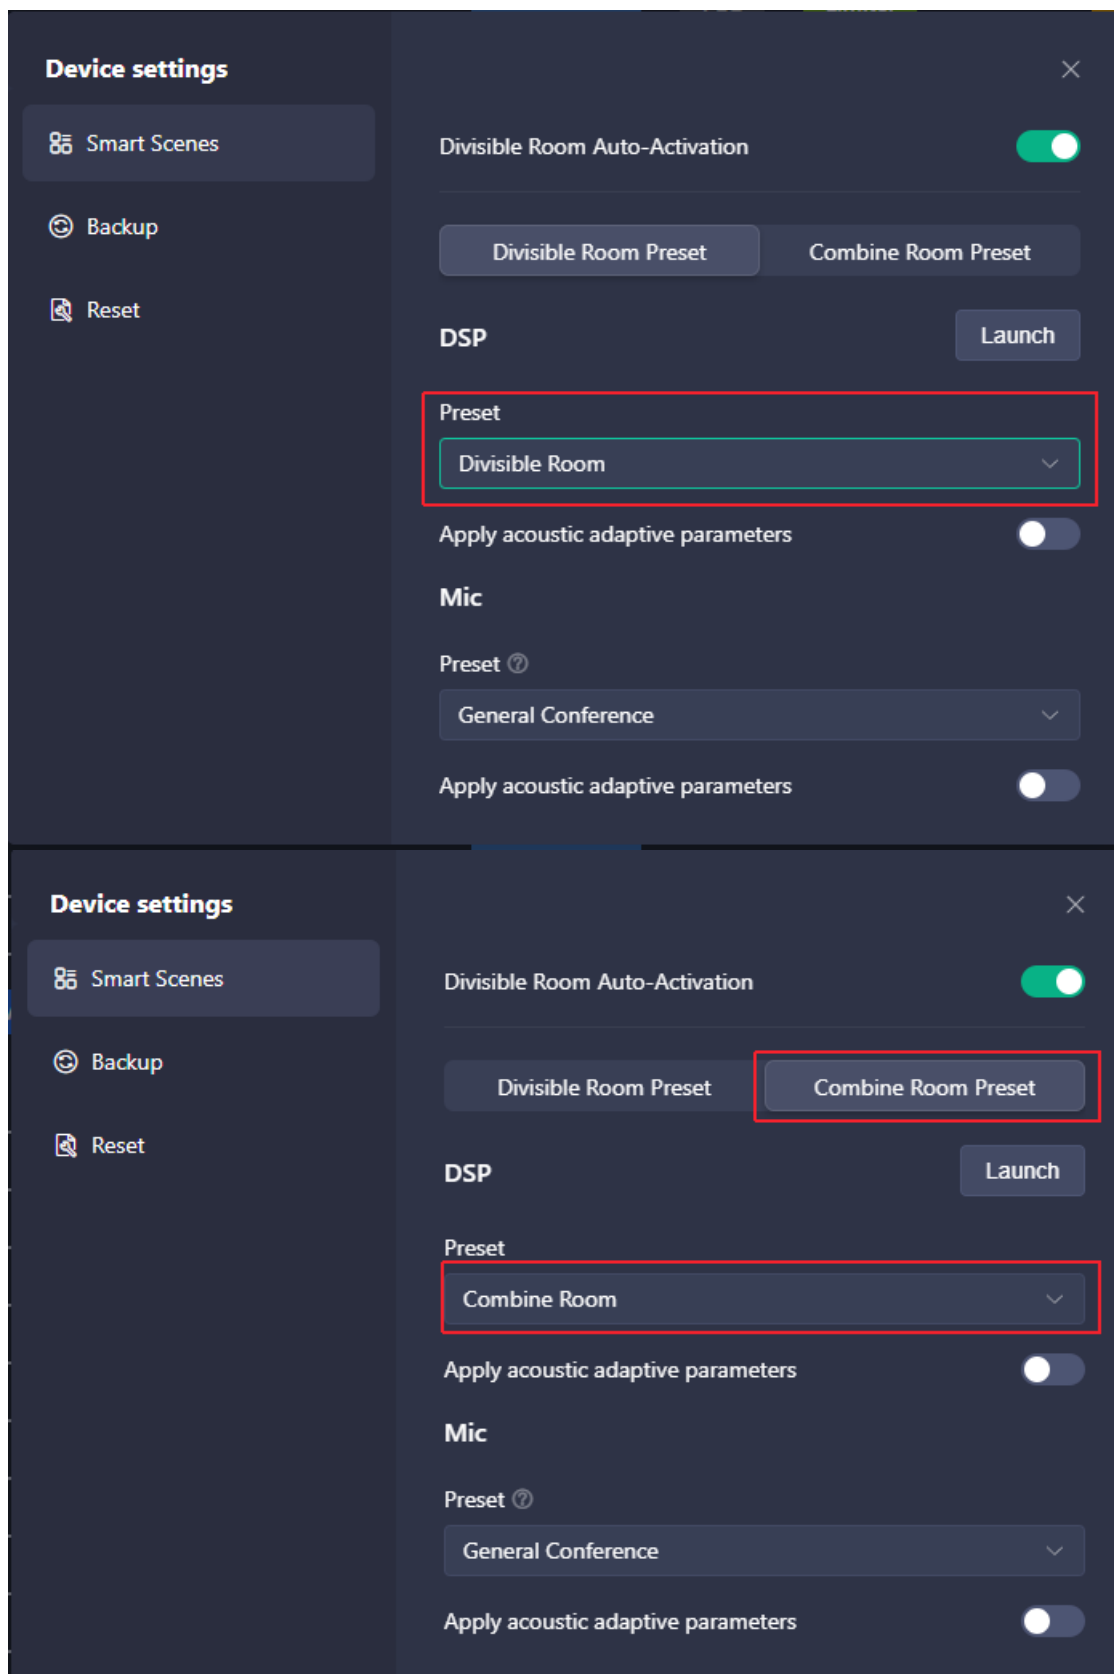 Device settings
Smart Scenes
Divisible Room Auto-Activation
Backup
Divisible Room Preset
Combine Room Preset
Reset
DSP
Launch
Preset
Divisible Room
Apply acoustic adaptive parameters
Mic
Preset
General Conference
Apply acoustic adaptive parameters
Device settings
Smart Scenes
Divisible Room Auto-Activation
Backup
Divisible Room Preset
Combine Room Preset
Reset
DSP
Launch
Preset
Combine Room
Apply acoustic adaptive parameters
Mic
Preset
General Conference
Apply acoustic adaptive parameters